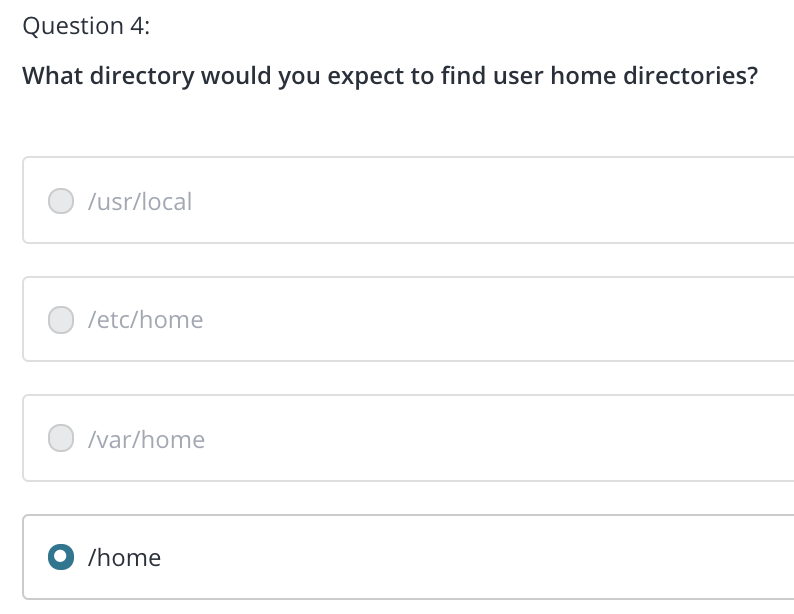 Question 4:
What directory would you expect to find user home directories?
/usr/local
/etc/home
/var/home
/home